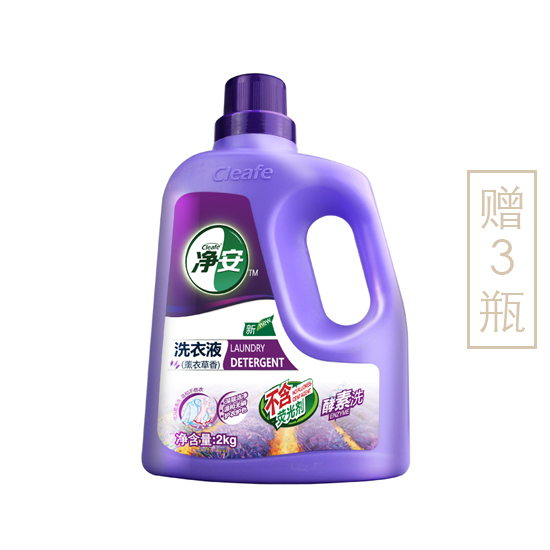 Cleafe
Cleafe
净安
TM
新 new
洗衣液
(薰衣草香)
LAUNDRY
DETERGENT
不含
荧光剂
酵素洗
ENZYME
净含量:2kg
赠
3
瓶